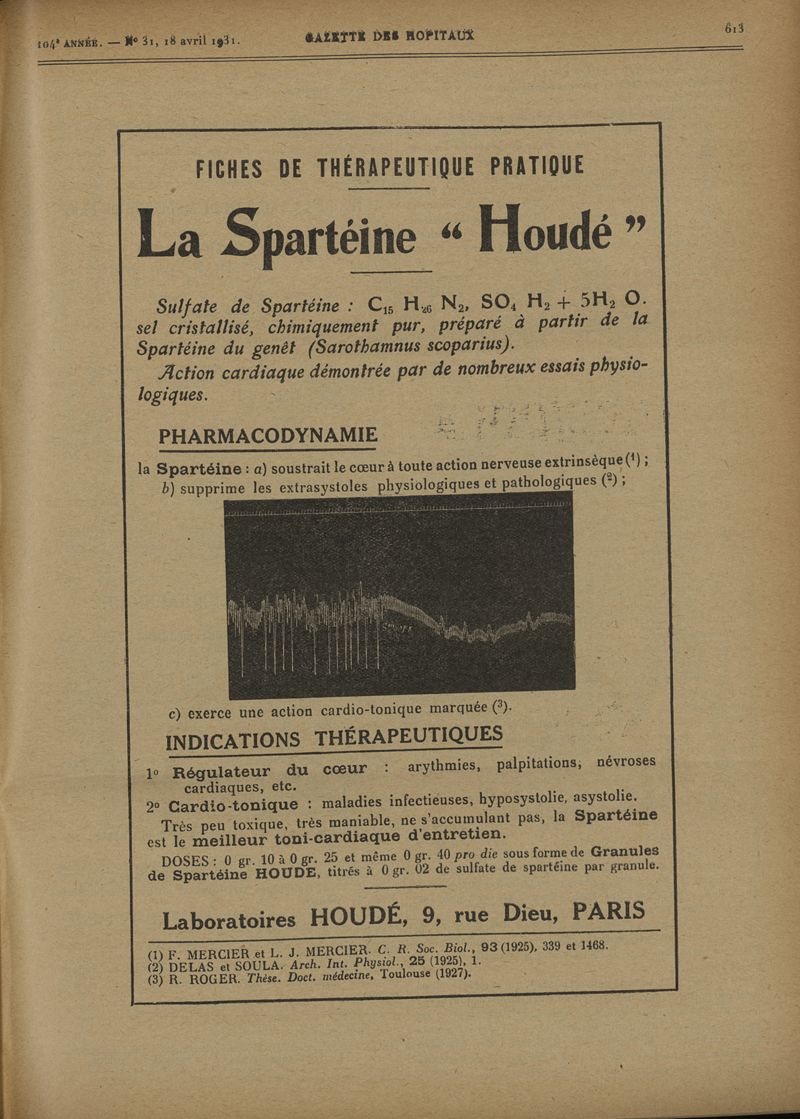 104ᵉ ANNÉE. — Nº 31, 18 avril 1931.
GAZETTE DES HOPITAUX
613
FICHES DE THÉRAPEUTIQUE PRATIQUE
La Spartéine “ Houdé ”
Sulfate de Spartéine : C₁₅ H₂₆ N₂, SO₄ H₂ + 5H₂ O.
sel cristallisé, chimiquement pur, préparé à partir de la
Spartéine du genêt (Sarothamnus scoparius).
Action cardiaque démontrée par de nombreux essais physio-
logiques.
PHARMACODYNAMIE
la Spartéine : a) soustrait le cœur à toute action nerveuse extrinsèque (¹) ;
b) supprime les extrasystoles physiologiques et pathologiques (²) ;
c) exerce une action cardio-tonique marquée (³).
INDICATIONS THÉRAPEUTIQUES
1º Régulateur du cœur : arythmies, palpitations, névroses
cardiaques, etc.
2º Cardio-tonique : maladies infectieuses, hyposystolie, asystolie.
Très peu toxique, très maniable, ne s'accumulant pas, la Spartéine
est le meilleur toni-cardiaque d'entretien.
DOSES : 0 gr. 10 à 0 gr. 25 et même 0 gr. 40 pro die sous forme de Granules
de Spartéine HOUDÉ, titrés à 0 gr. 02 de sulfate de spartéine par granule.
Laboratoires HOUDÉ, 9, rue Dieu, PARIS
(1) F. MERCIER et L. J. MERCIER. C. R. Soc. Biol., 93 (1925), 339 et 1468.
(2) DELAS et SOULA. Arch. Int. Physiol., 25 (1925), 1.
(3) R. ROGER. Thèse. Doct. médecine, Toulouse (1927).